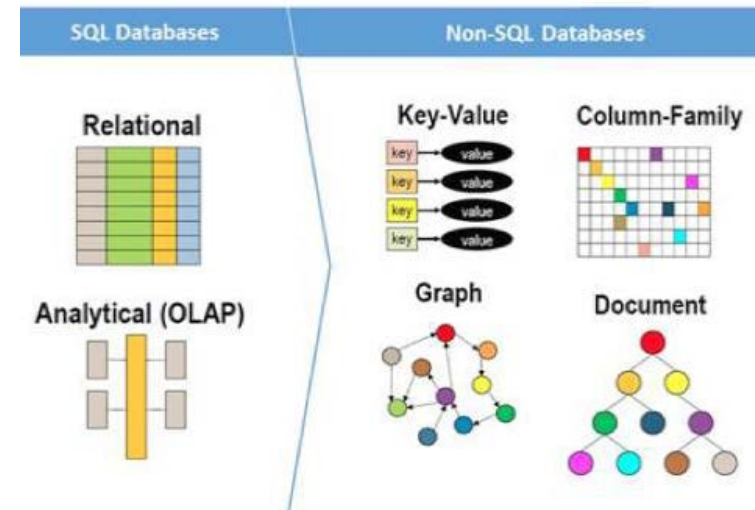 SQL Databases
Non-SQL Databases
Relational
Analytical (OLAP)
Key-Value
key value
key value
key value
key value
Column-Family
Graph
Document